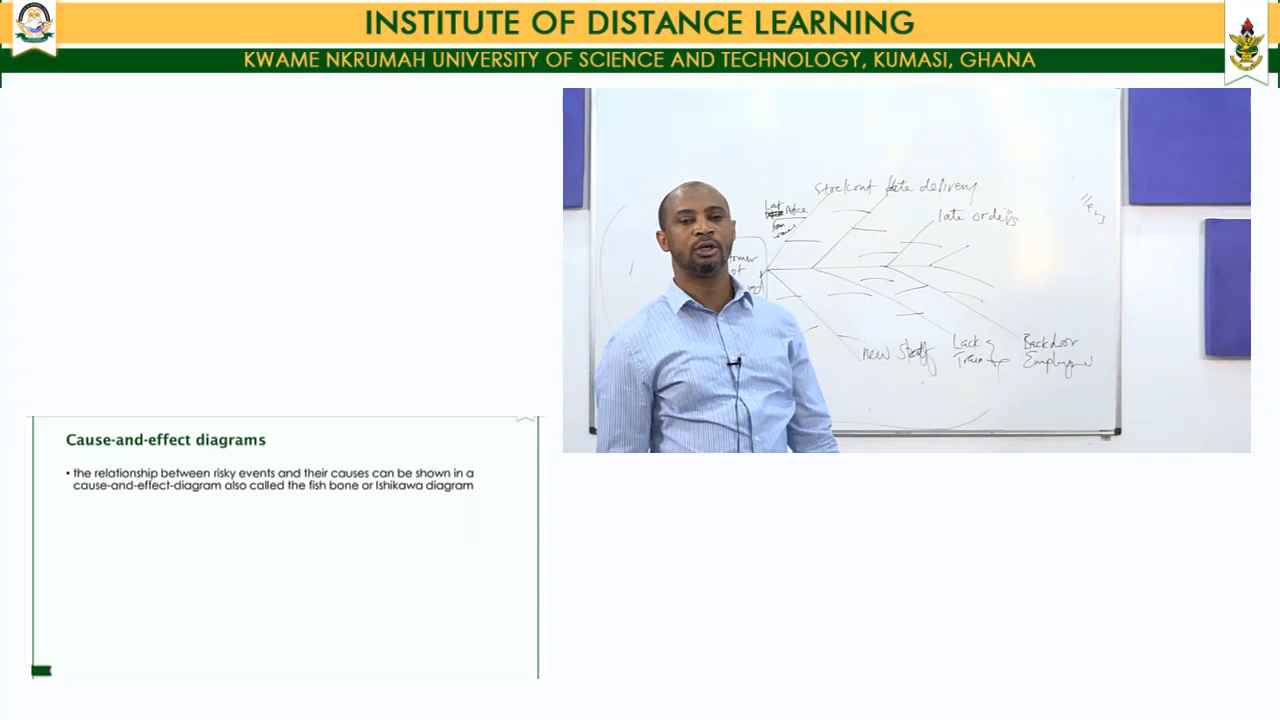 INSTITUTE OF DISTANCE LEARNING
KWAME NKRUMAH UNIVERSITY OF SCIENCE AND TECHNOLOGY, KUMASI, GHANA
Stockout late delivery
late orders
new Staff
Lack of
Backdoor
Cause-and-effect diagrams
• the relationship between risky events and their causes can be shown in a
cause-and-effect-diagram also called the fish bone or Ishikawa diagram